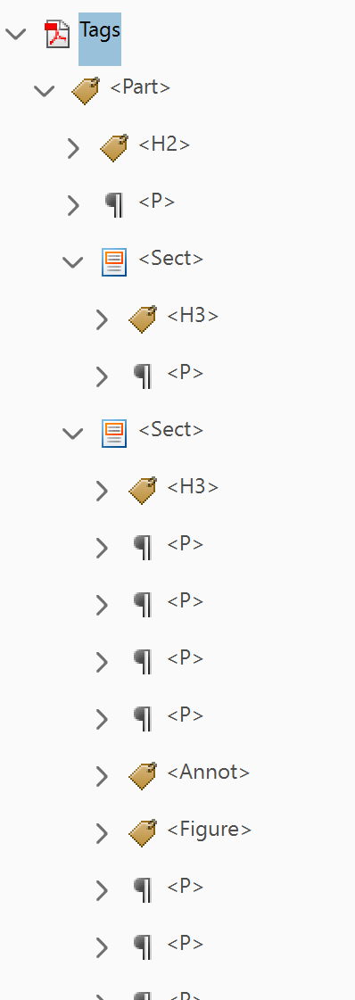 Tags
<Part>
<H2>
<P>
<Sect>
<H3>
<P>
<Sect>
<H3>
<P>
<P>
<P>
<P>
<Annot>
<Figure>
<P>
<P>
<P>